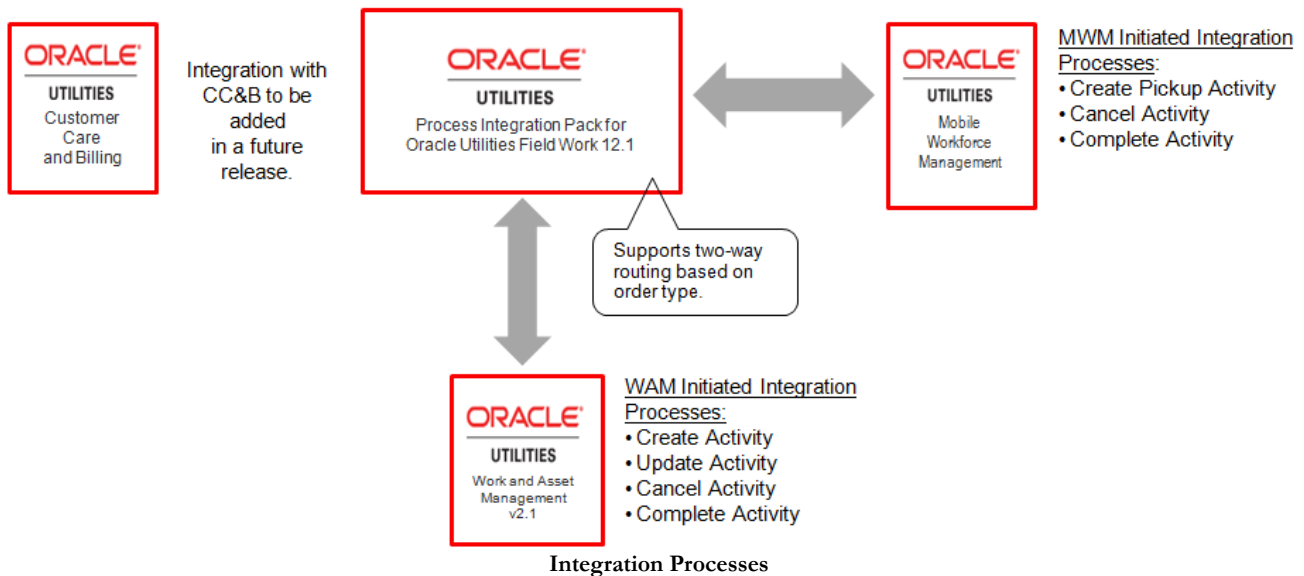 ORACLE®
UTILITIES
Customer
Care
and Billing
Integration with
CC&B to be
added
in a future
release.
ORACLE®
UTILITIES
Process Integration Pack for
Oracle Utilities Field Work 12.1
ORACLE®
UTILITIES
Mobile
Workforce
Management
MWM Initiated Integration
Processes:
• Create Pickup Activity
• Cancel Activity
• Complete Activity
Supports two-way
routing based on
order type.
ORACLE®
UTILITIES
Work and Asset
Management
v2.1
WAM Initiated Integration
Processes:
• Create Activity
• Update Activity
• Cancel Activity
• Complete Activity
Integration Processes